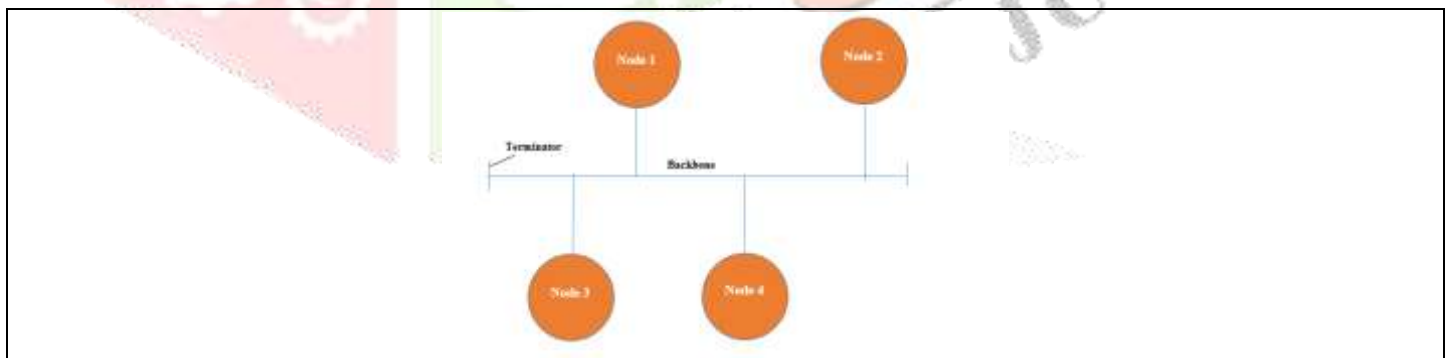 Node 1
Node 2
Terminator
Backbone
Node 3
Node 4